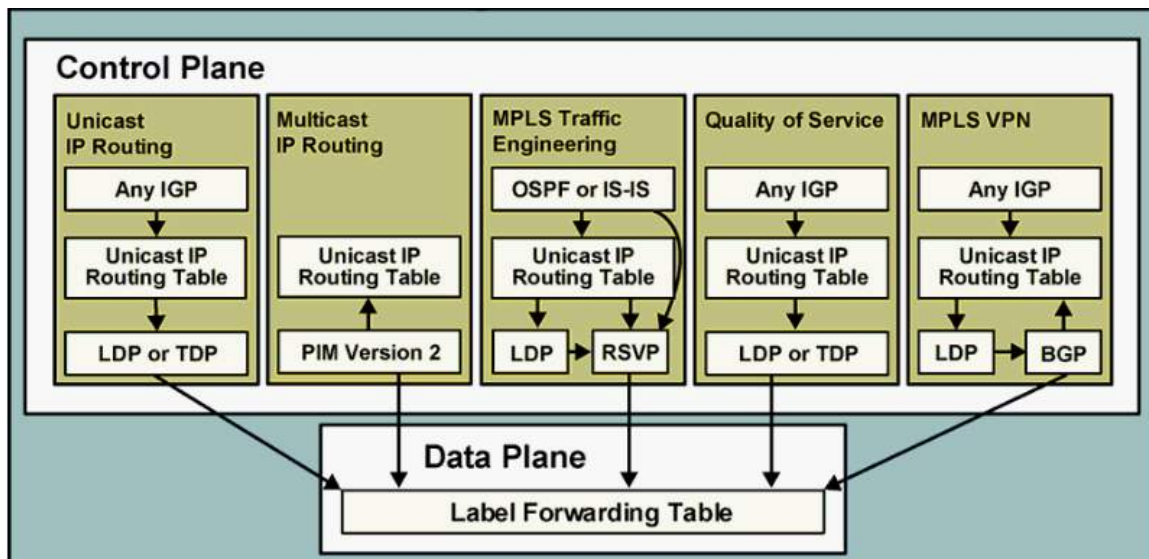 Control Plane
Unicast
IP Routing
Any IGP
Unicast IP
Routing Table
LDP or TDP
Multicast
IP Routing
Unicast IP
Routing Table
PIM Version 2
MPLS Traffic
Engineering
OSPF or IS-IS
Unicast IP
Routing Table
LDP
RSVP
Quality of Service
Any IGP
Unicast IP
Routing Table
LDP or TDP
MPLS VPN
Any IGP
Unicast IP
Routing Table
LDP
BGP
Data Plane
Label Forwarding Table